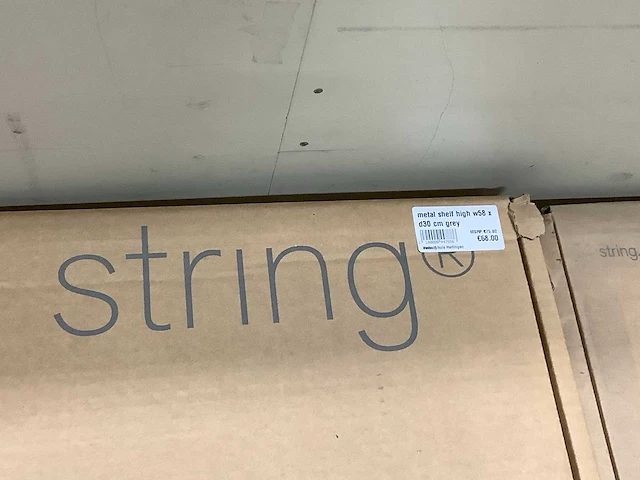 string®
metal shelf high w58 x
d30 cm grey
€68.00
string.